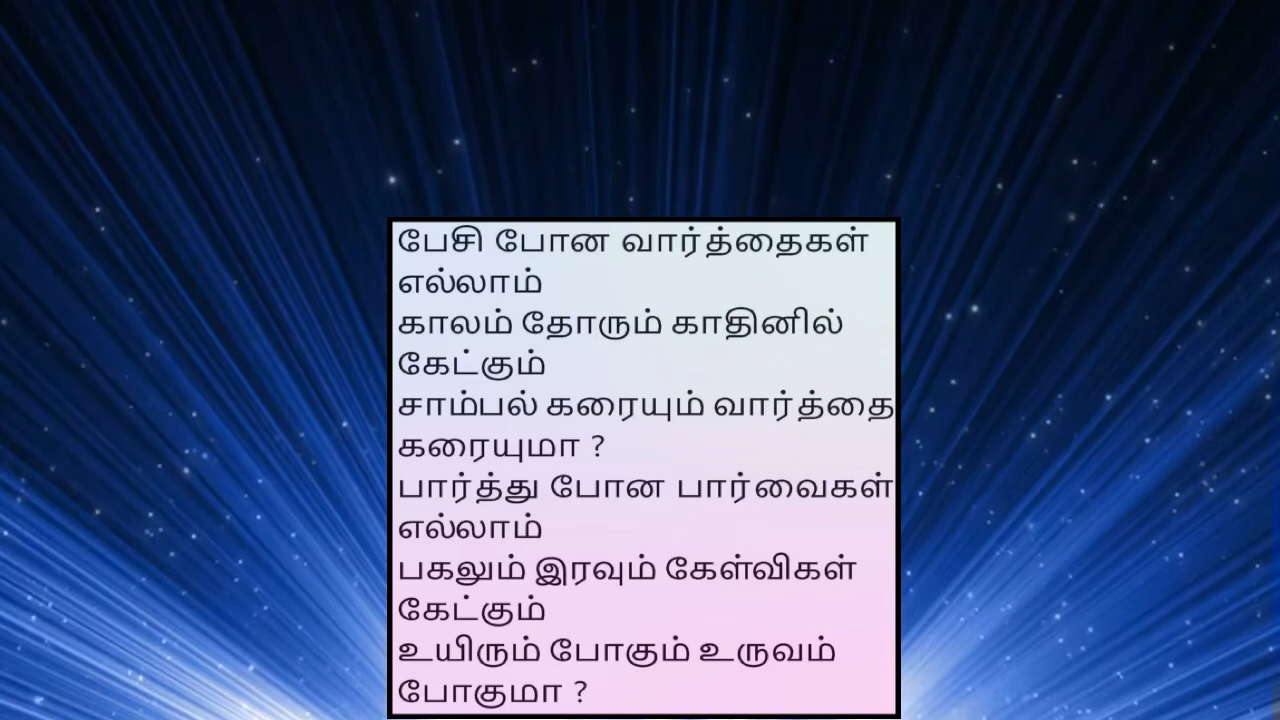 பேசி போன வார்த்தைகள்
எல்லாம்
காலம் தோரும் காதினில்
கேட்கும்
சாம்பல் கரையும் வார்த்தை
கரையுமா ?
பார்த்து போன பார்வைகள்
எல்லாம்
பகலும் இரவும் கேள்விகள்
கேட்கும்
உயிரும் போகும் உருவம்
போகுமா ?